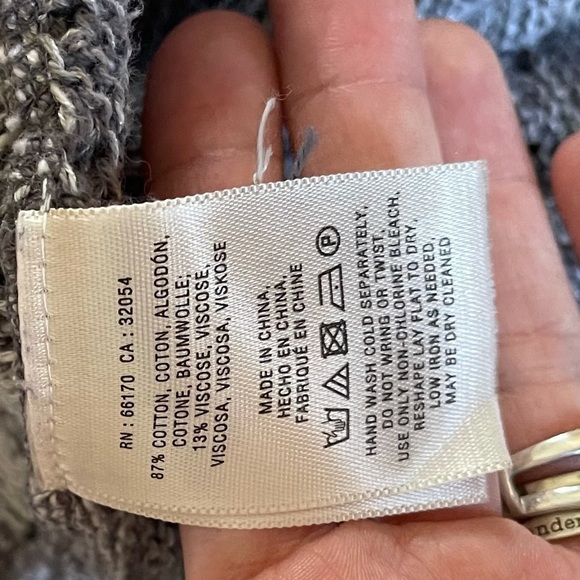 RN : 66170 CA : 32054
87% COTTON, COTON, ALGODÓN,
COTONE, BAUMWOLLE;
13% VISCOSE, VISCOSE,
VISCOSA, VISCOSA, VISKOSE
MADE IN CHINA,
HECHO EN CHINA,
FABRIQUÉ EN CHINE
P
HAND WASH COLD SEPARATELY,
DO NOT WRING OR TWIST,
USE ONLY NON-CHLORINE BLEACH.
RESHAPE LAY FLAT TO DRY,
LOW IRON AS NEEDED,
MAY BE DRY CLEANED